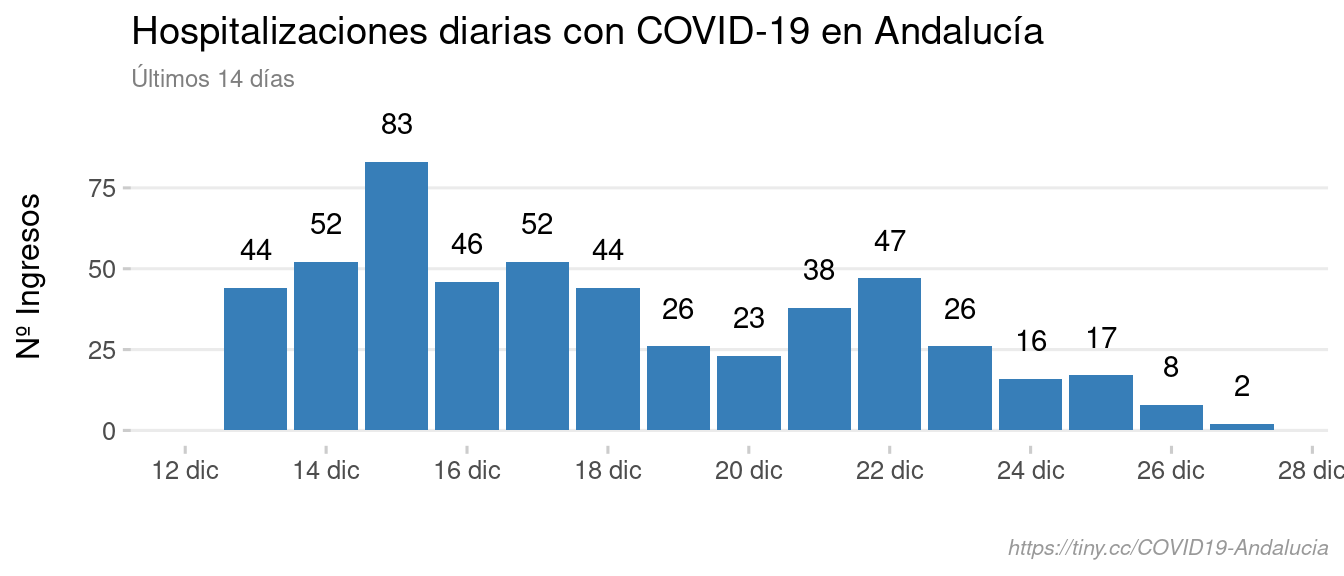 Hospitalizaciones diarias con COVID-19 en Andalucía
Últimos 14 días
Nº Ingresos
75
50
25
0
44
52
83
46
52
44
26
23
38
47
26
16
17
8
2
12 dic
14 dic
16 dic
18 dic
20 dic
22 dic
24 dic
26 dic
28 dic
https://tiny.cc/COVID19-Andalucia